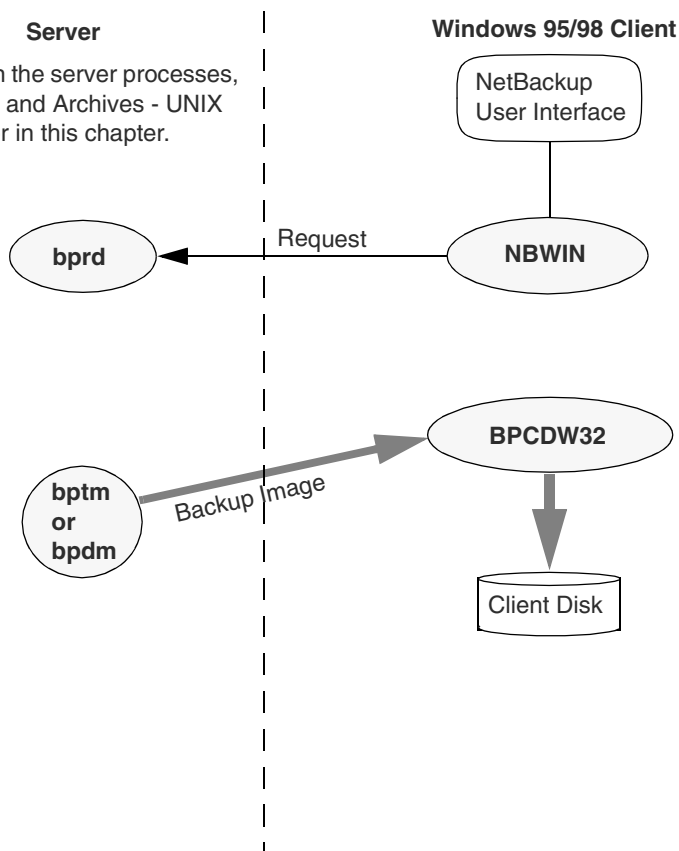 Server
Windows 95/98 Client
n the server processes,
and Archives - UNIX
r in this chapter.
NetBackup
User Interface
bprd
Request
NBWIN
BPCDW32
bptm
or
bpdm
Backup Image
Client Disk